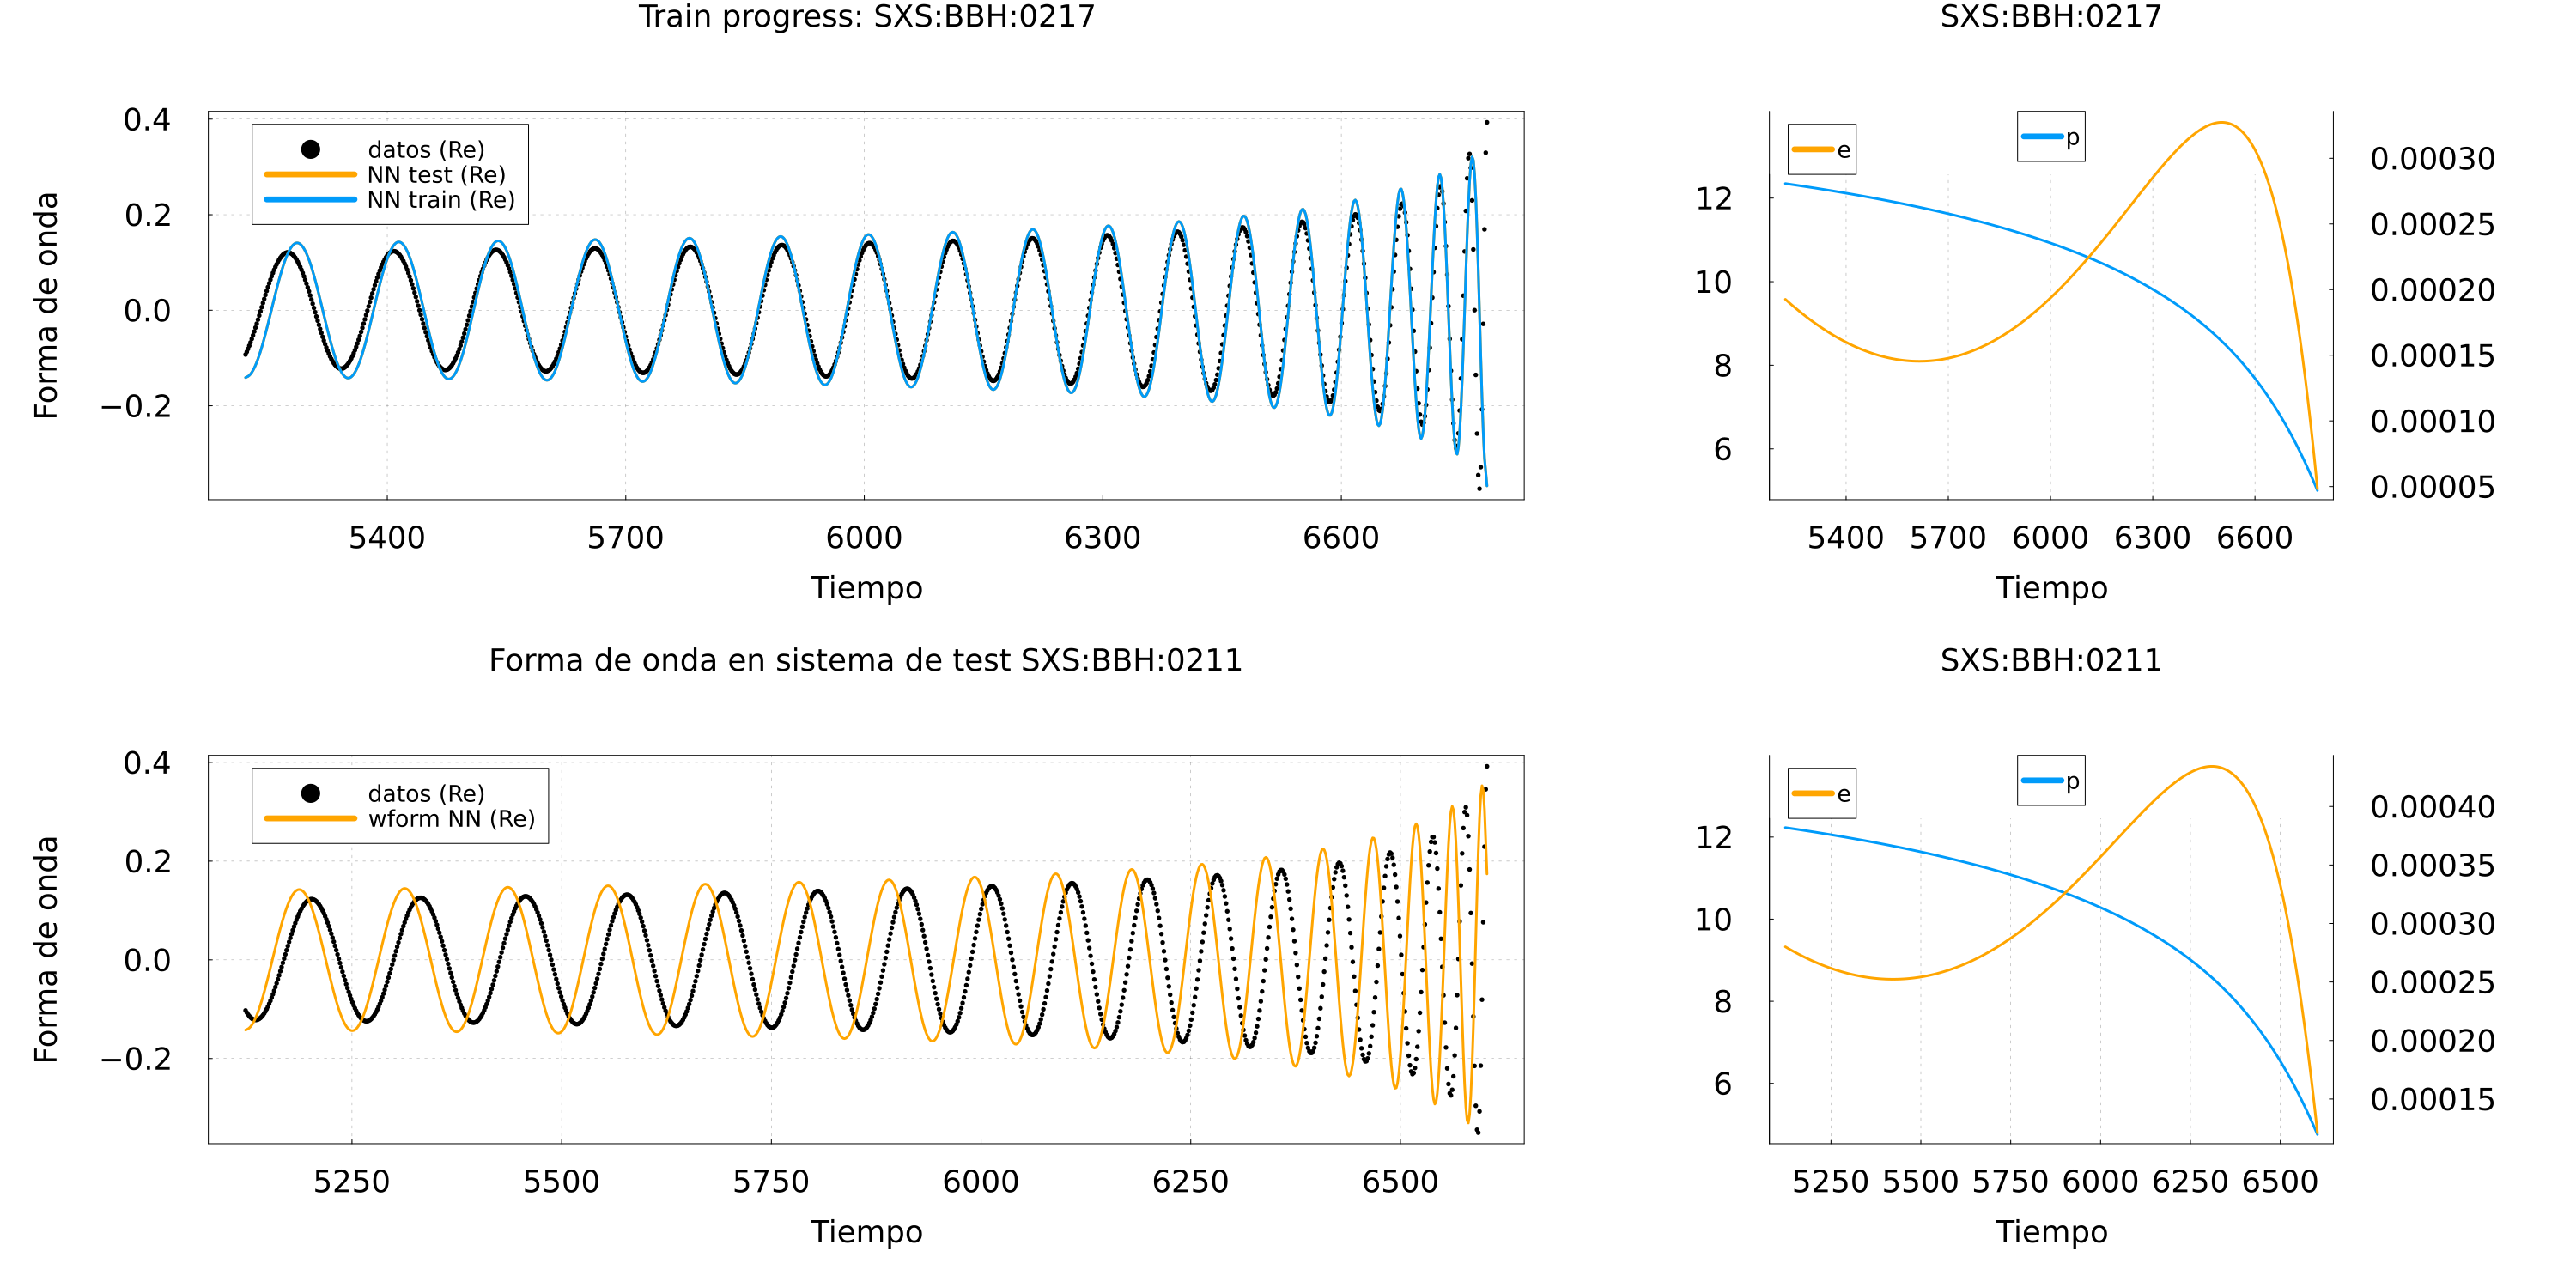 Train progress: SXS:BBH:0217
Forma de onda
0.4
0.2
0.0
−0.2
datos (Re)
NN test (Re)
NN train (Re)
5400 5700 6000 6300 6600
Tiempo
SXS:BBH:0217
12
10
8
6
e
p
0.00030
0.00025
0.00020
0.00015
0.00010
0.00005
5400 5700 6000 6300 6600
Tiempo
Forma de onda en sistema de test SXS:BBH:0211
Forma de onda
0.4
0.2
0.0
−0.2
datos (Re)
wform NN (Re)
5250 5500 5750 6000 6250 6500
Tiempo
SXS:BBH:0211
12
10
8
6
e
p
0.00040
0.00035
0.00030
0.00025
0.00020
0.00015
5250 5500 5750 6000 6250 6500
Tiempo